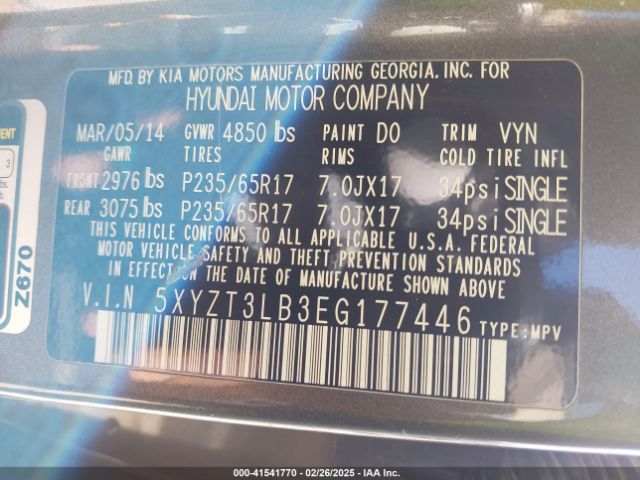 MFD. BY KIA MOTORS MANUFACTURING GEORGIA. INC. FOR
HYUNDAI MOTOR COMPANY
MAR/05/14 GVWR 4850 lbs PAINT D0 TRIM VYN
GAWR TIRES RIMS COLD TIRE INFL
FRONT 2976 lbs P235/65R17 7.0JX17 34psi SINGLE
REAR 3075 lbs P235/65R17 7.0JX17 34psi SINGLE
THIS VEHICLE CONFORMS TO ALL APPLICABLE U.S.A. FEDERAL
MOTOR VEHICLE SAFETY AND THEFT PREVENTION STANDARDS
IN EFFECT ON THE DATE OF MANUFACTURE SHOWN ABOVE
V.I.N 5XYZT3LB3EG177446 TYPE:MPV
Z670
3
lbs.
000-41541770 - 02/26/2025 - IAA Inc.